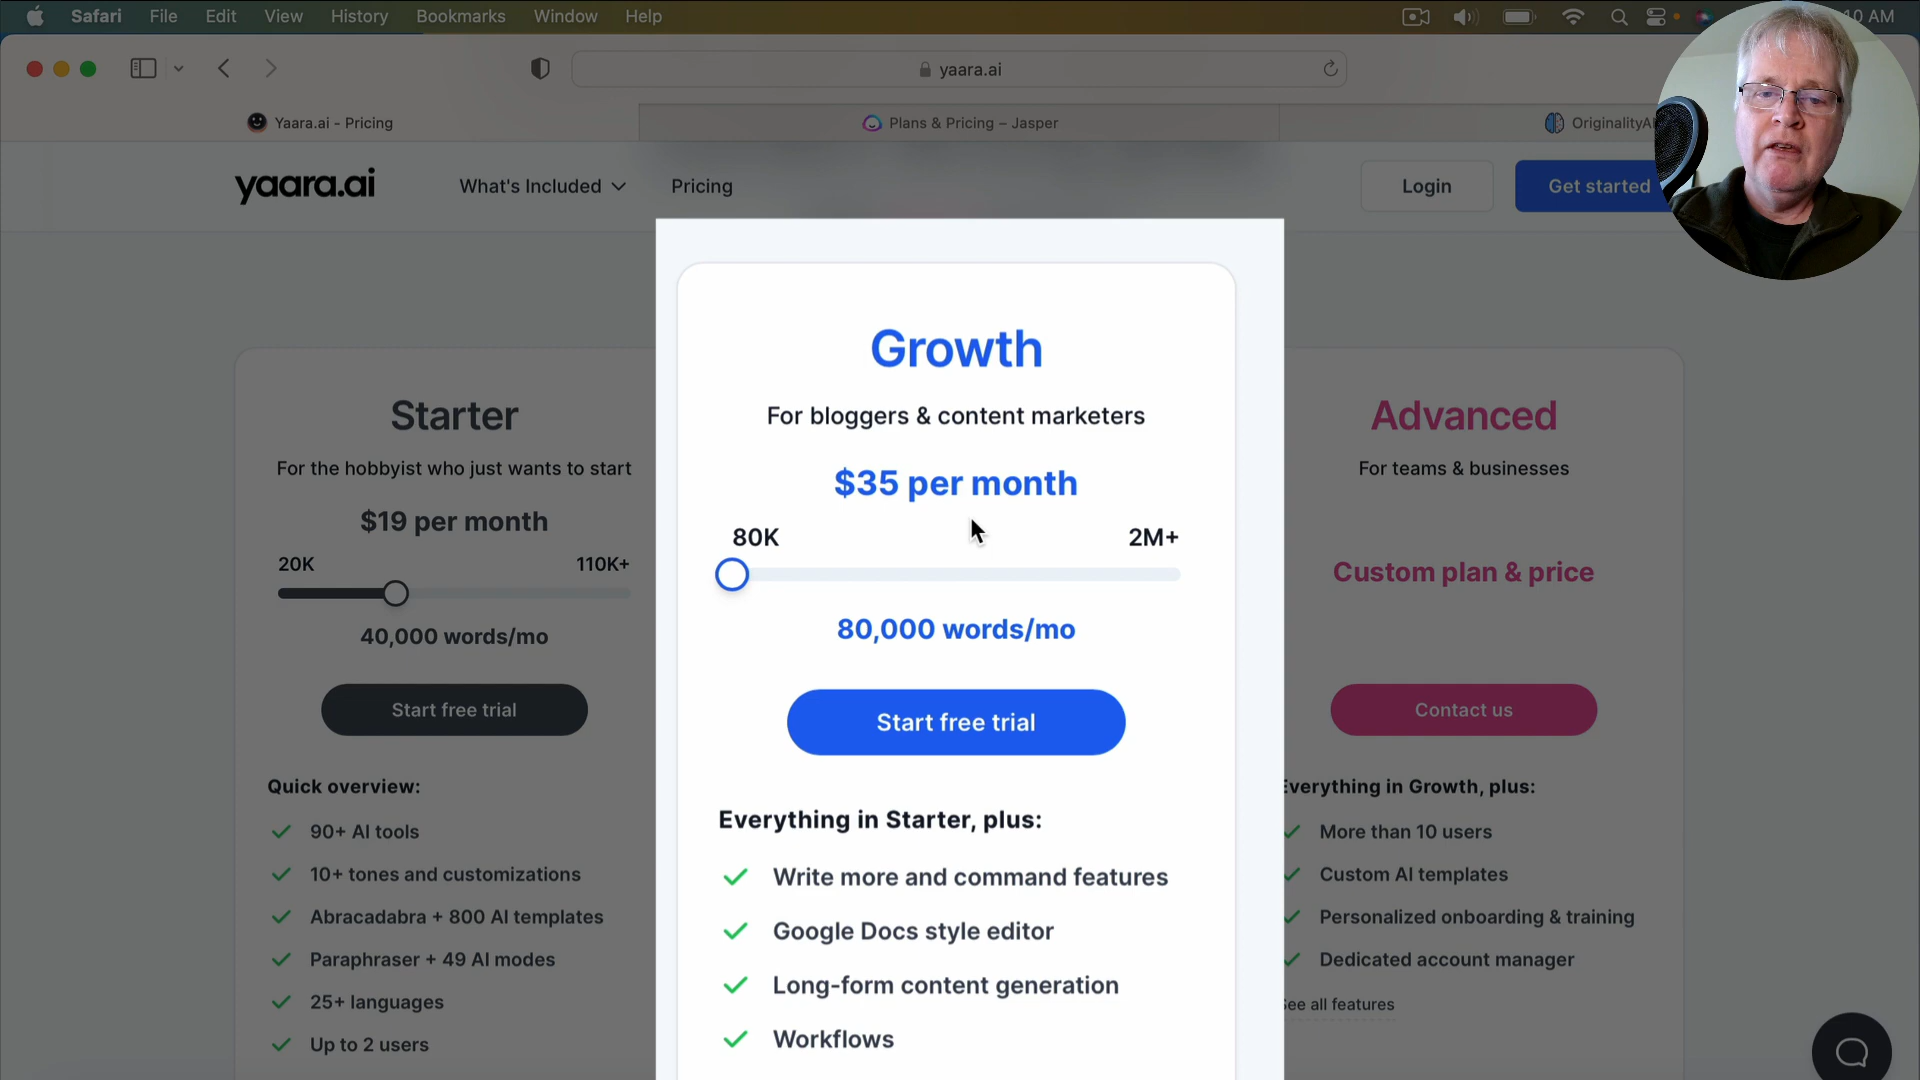 Safari File Edit View History Bookmarks Window Help
10 AM
yaara.ai
Yaara.ai - Pricing
Plans & Pricing – Jasper
OriginalityA
yaara.ai
What's Included
Pricing
Login
Get started
Starter
For the hobbyist who just wants to start
$19 per month
20K 110K+
40,000 words/mo
Start free trial
Quick overview:
90+ AI tools
10+ tones and customizations
Abracadabra + 800 AI templates
Paraphraser + 49 AI modes
25+ languages
Up to 2 users
Growth
For bloggers & content marketers
$35 per month
80K 2M+
80,000 words/mo
Start free trial
Everything in Starter, plus:
Write more and command features
Google Docs style editor
Long-form content generation
Workflows
Advanced
For teams & businesses
Custom plan & price
Contact us
Everything in Growth, plus:
More than 10 users
Custom AI templates
Personalized onboarding & training
Dedicated account manager
See all features